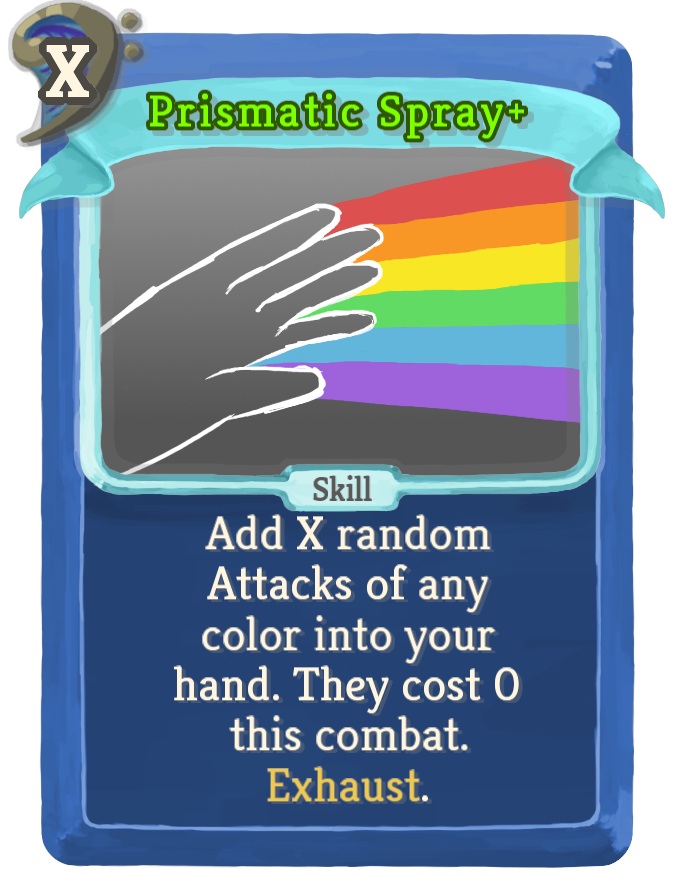 X
Prismatic Spray+
Skill
Add X random
Attacks of any
color into your
hand. They cost 0
this combat.
Exhaust.